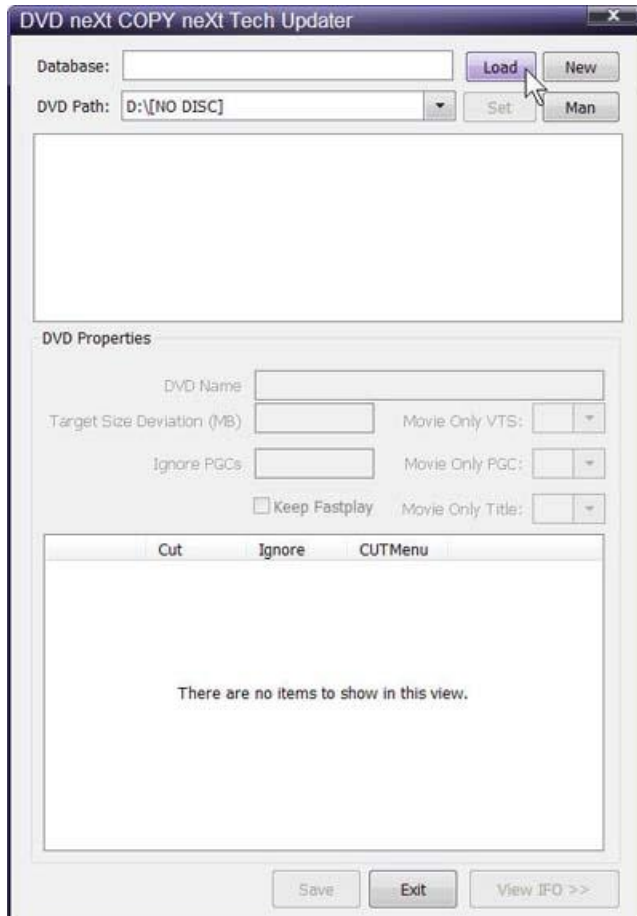 DVD neXt COPY neXt Tech Updater
Database: Load New
DVD Path: D:\[NO DISC] Set Man
DVD Properties
DVD Name
Target Size Deviation (MB) Movie Only VTS:
Ignore PGCs Movie Only PGC:
Keep Fastplay Movie Only Title:
Cut Ignore CUTMenu
There are no items to show in this view.
Save Exit View IFO >>